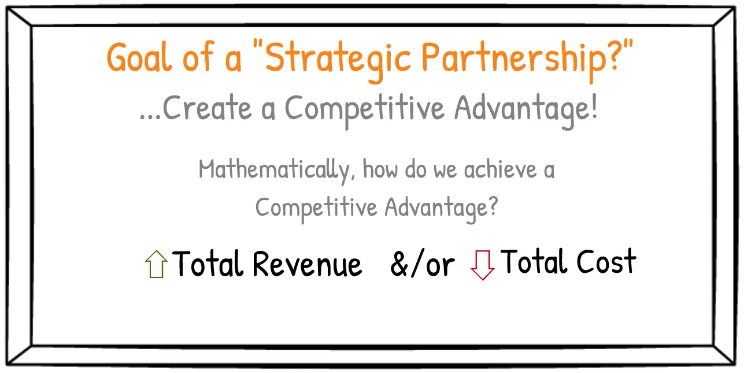 Goal of a "Strategic Partnership?"
...Create a Competitive Advantage!
Mathematically, how do we achieve a
Competitive Advantage?
Total Revenue &/or Total Cost